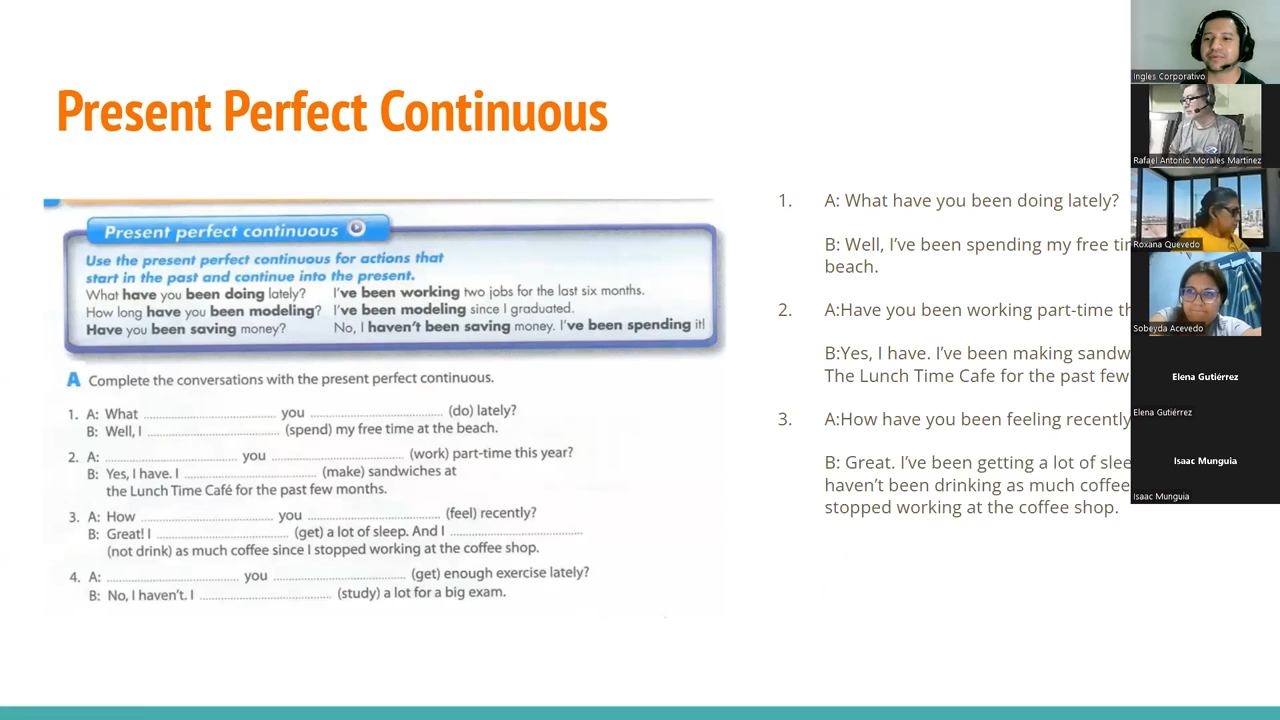 Present Perfect Continuous
Present perfect continuous
Use the present perfect continuous for actions that
start in the past and continue into the present.
What have you been doing lately? I've been working two jobs for the last six months.
How long have you been modeling? I've been modeling since I graduated.
Have you been saving money? No, I haven't been saving money. I've been spending it!
A Complete the conversations with the present perfect continuous.
1. A: What ........ you ........ (do) lately?
B: Well, I ........ (spend) my free time at the beach.
2. A: ........ you ........ (work) part-time this year?
B: Yes, I have. I ........ (make) sandwiches at
the Lunch Time Café for the past few months.
3. A: How ........ you ........ (feel) recently?
B: Great! I ........ (get) a lot of sleep. And I ........
(not drink) as much coffee since I stopped working at the coffee shop.
4. A: ........ you ........ (get) enough exercise lately?
B: No, I haven't. I ........ (study) a lot for a big exam.
1. A: What have you been doing lately?
B: Well, I've been spending my free
beach.
2. A:Have you been working part-time
B:Yes, I have. I've been making
The Lunch Time Cafe for the past few
3. A:How have you been feeling recently
B: Great. I've been getting a lot of
haven't been drinking as much coffee
stopped working at the coffee shop.
Ingles Corporativo
Rafael Antonio Morales Martinez
Roxana Quevedo
Sobeyda Acevedo
Elena Gutiérrez
Elena Gutiérrez
Isaac Munguia
Isaac Munguia